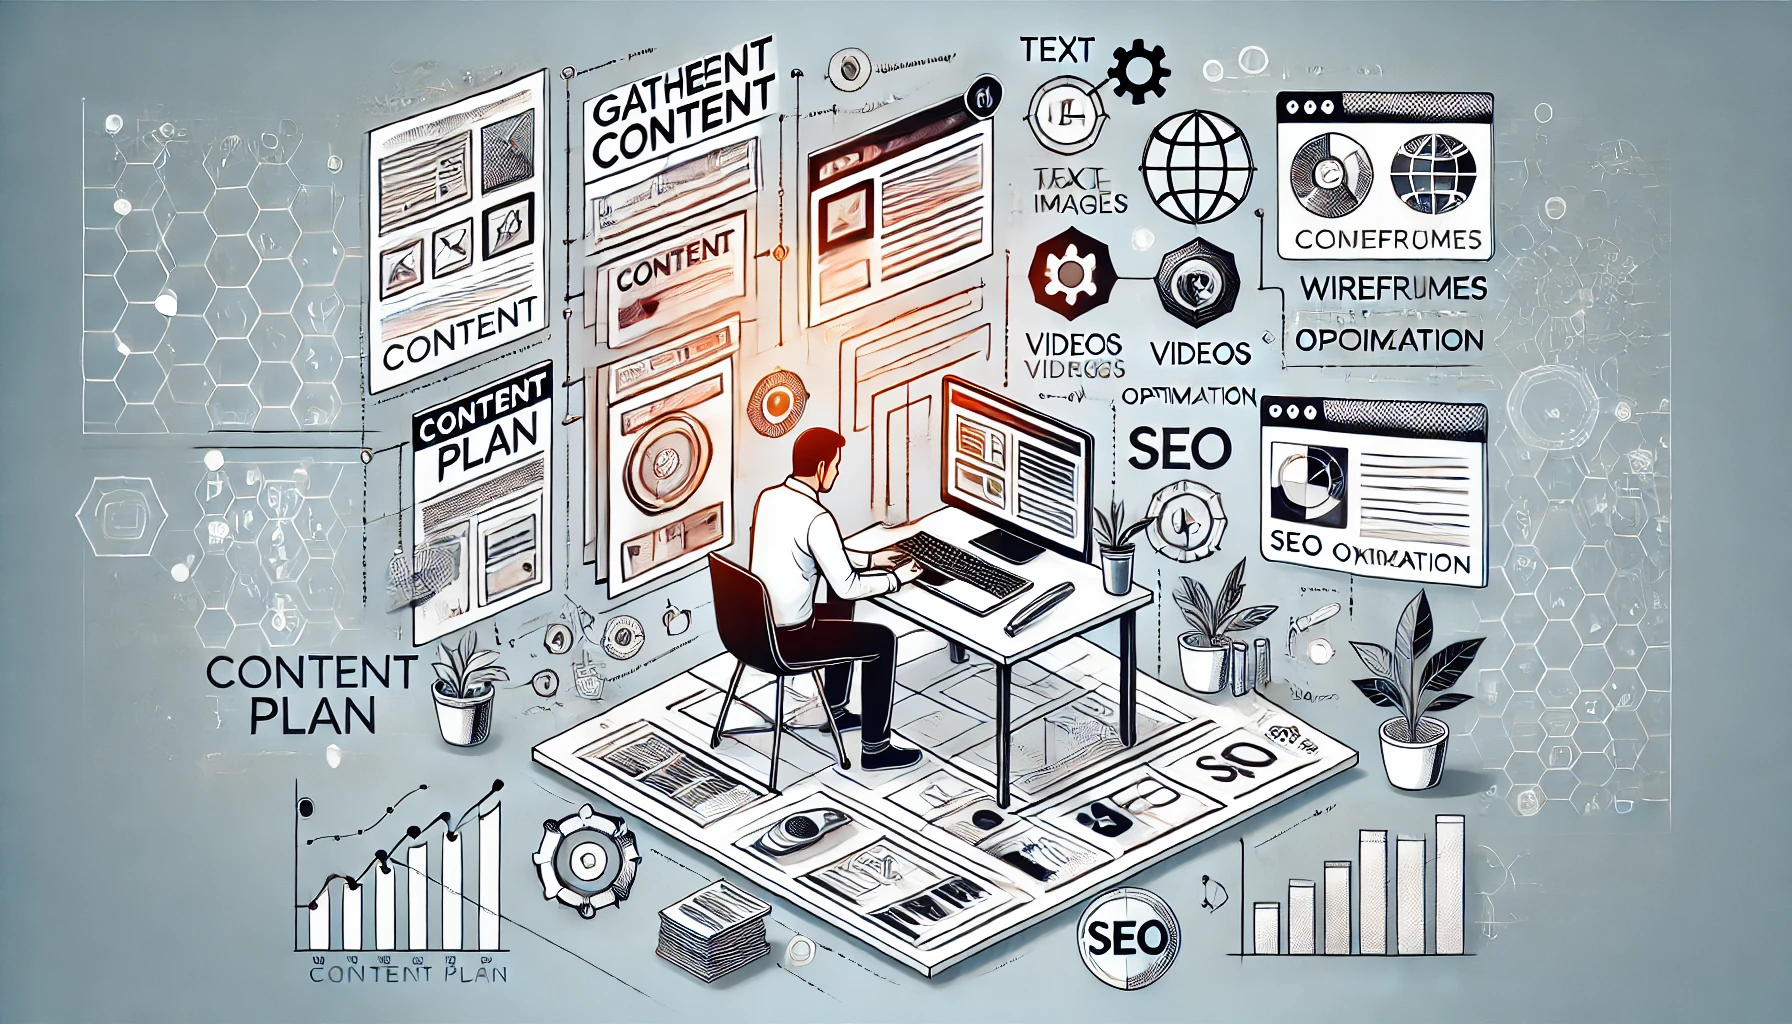 GATHEENT
CONTENT
CONTENT
CONTENT
CONTENT
PLAN
CONTENT
PLAN
TEXT
IMAGES
VIDEOS
VIDEOS
OPTIMATION
SEO
CONEFRUMES
WIREFRUMES
OPOIMATION
SEO
SO
SEO
CONTENT PLAN